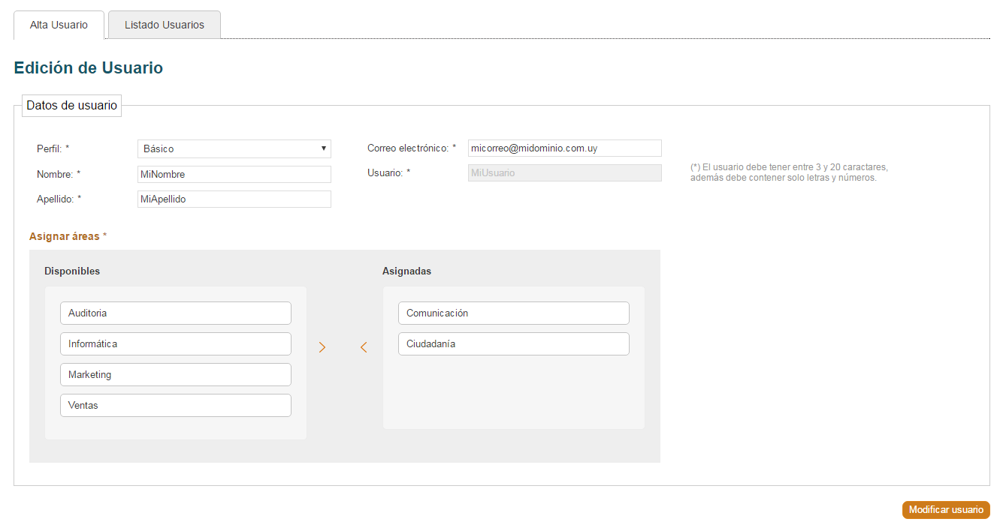 Alta Usuario
Listado Usuarios
Edición de Usuario
Datos de usuario
Perfil: *
Básico
Nombre: *
MiNombre
Apellido: *
MiApellido
Correo electrónico: *
micorreo@midominio.com.uy
Usuario: *
MiUsuario
(*) El usuario debe tener entre 3 y 20 caractares,
además debe contener solo letras y números.
Asignar áreas *
Disponibles
Auditoria
Informática
Marketing
Ventas
Asignadas
Comunicación
Ciudadanía
Modificar usuario